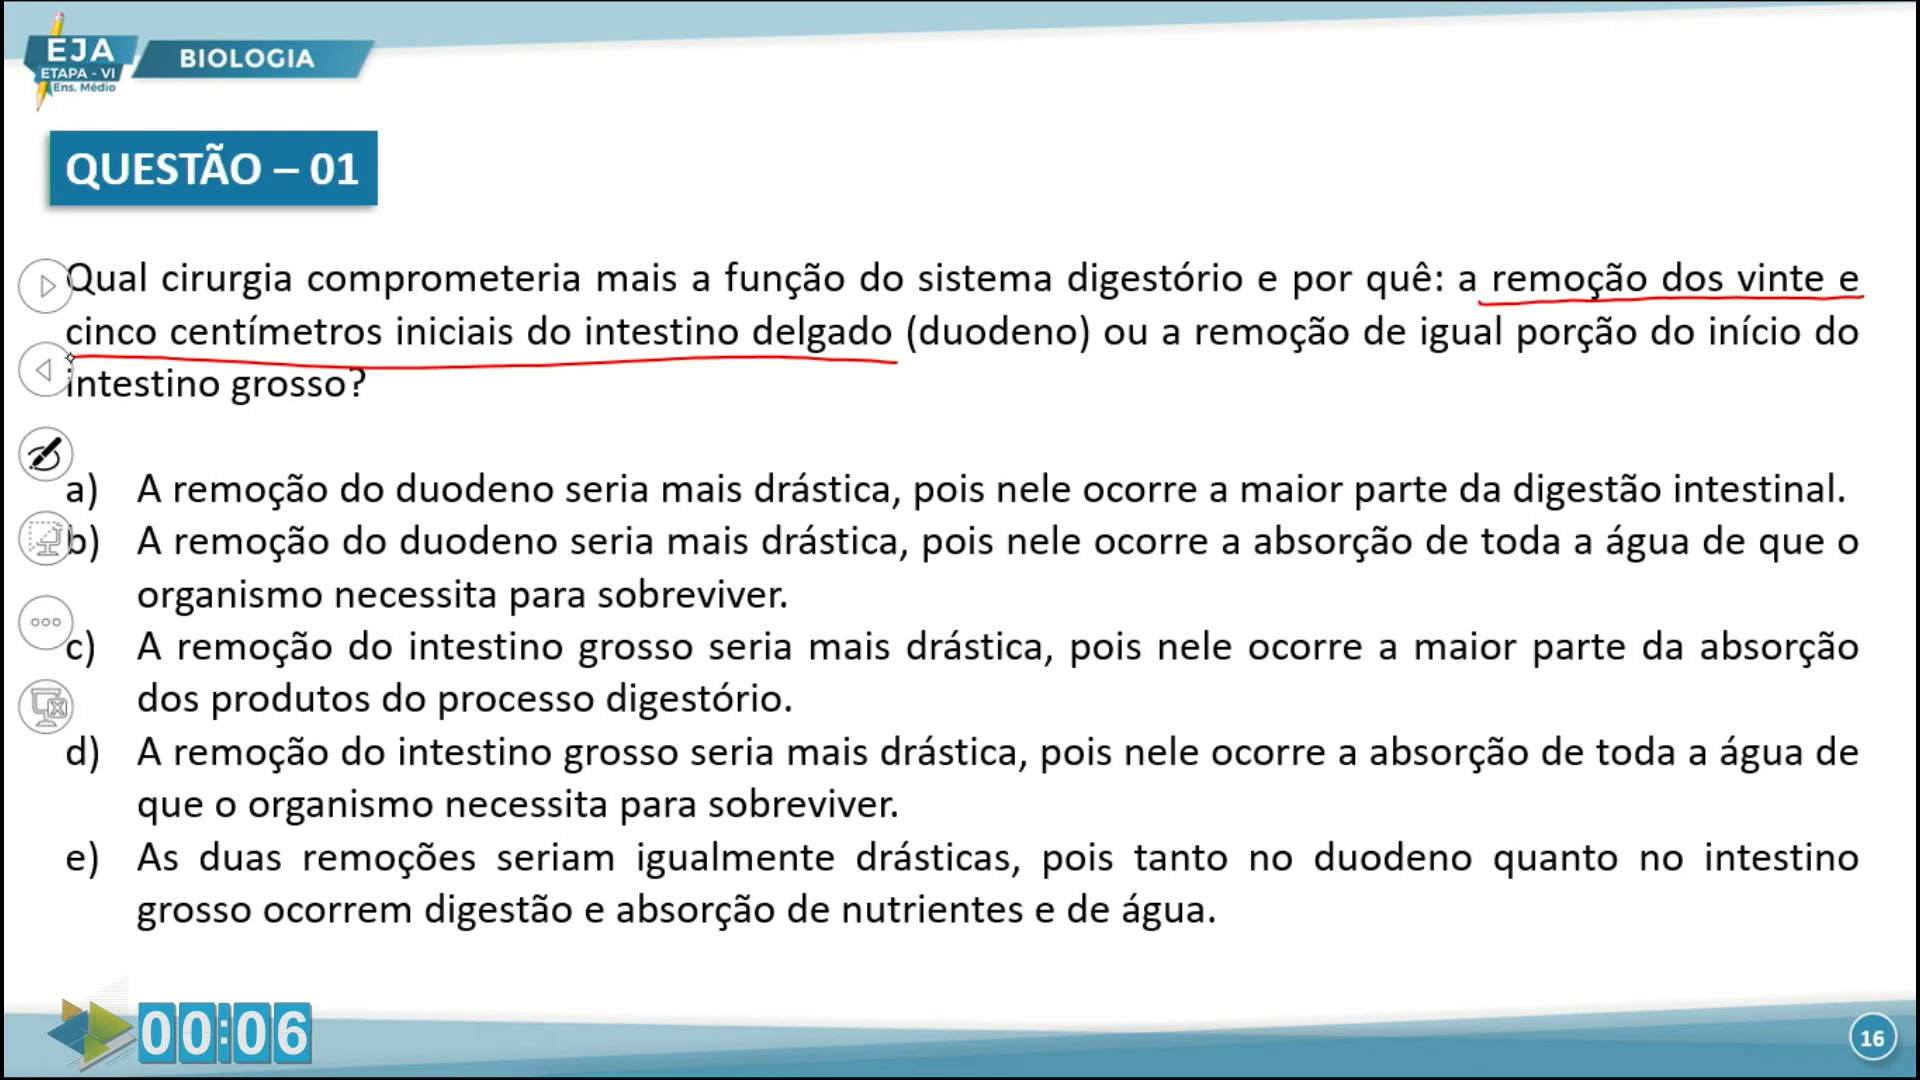 EJA
ETAPA - VI
Ens. Médio
BIOLOGIA
QUESTÃO – 01
Qual cirurgia comprometeria mais a função do sistema digestório e por quê: a remoção dos vinte e
cinco centímetros iniciais do intestino delgado (duodeno) ou a remoção de igual porção do início do
intestino grosso?
a) A remoção do duodeno seria mais drástica, pois nele ocorre a maior parte da digestão intestinal.
b) A remoção do duodeno seria mais drástica, pois nele ocorre a absorção de toda a água de que o
organismo necessita para sobreviver.
c) A remoção do intestino grosso seria mais drástica, pois nele ocorre a maior parte da absorção
dos produtos do processo digestório.
d) A remoção do intestino grosso seria mais drástica, pois nele ocorre a absorção de toda a água de
que o organismo necessita para sobreviver.
e) As duas remoções seriam igualmente drásticas, pois tanto no duodeno quanto no intestino
grosso ocorrem digestão e absorção de nutrientes e de água.
00:06
16